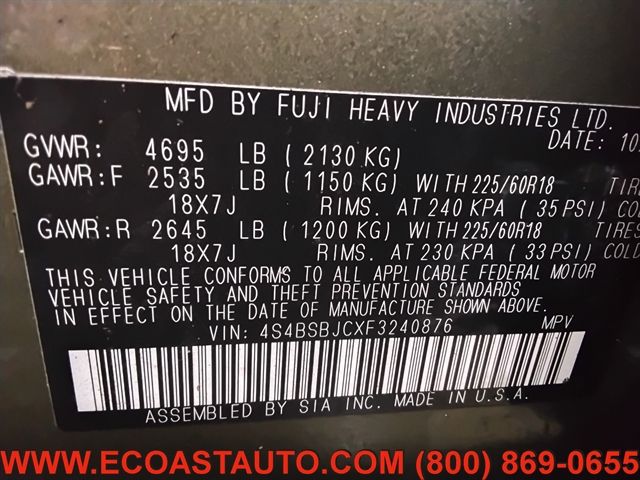 MFD BY FUJI HEAVY INDUSTRIES LTD.
DATE: 10
GVWR: 4695 LB ( 2130 KG)
GAWR:F 2535 LB ( 1150 KG) WITH 225/60R18
18X7J RIMS. AT 240 KPA ( 35 PSI) COLD
GAWR:R 2645 LB ( 1200 KG) WITH 225/60R18 TIRES
18X7J RIMS. AT 230 KPA ( 33 PSI) COLD
THIS VEHICLE CONFORMS TO ALL APPLICABLE FEDERAL MOTOR
VEHICLE SAFETY AND THEFT PREVENTION STANDARDS
IN EFFECT ON THE DATE OF MANUFACTURE SHOWN ABOVE.
VIN: 4S4BSBJCXF3240876 MPV
ASSEMBLED BY SIA INC. MADE IN U.S.A.
WWW.ECOASTAUTO.COM (800) 869-0655